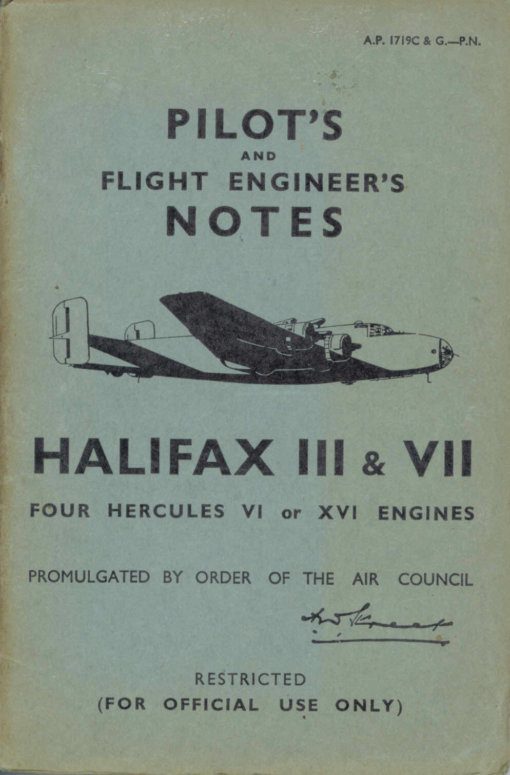 A.P. 1719C & G.—P.N.
PILOT'S
AND
FLIGHT ENGINEER'S
NOTES
HALIFAX III & VII
FOUR HERCULES VI or XVI ENGINES
PROMULGATED BY ORDER OF THE AIR COUNCIL
RESTRICTED
(FOR OFFICIAL USE ONLY)